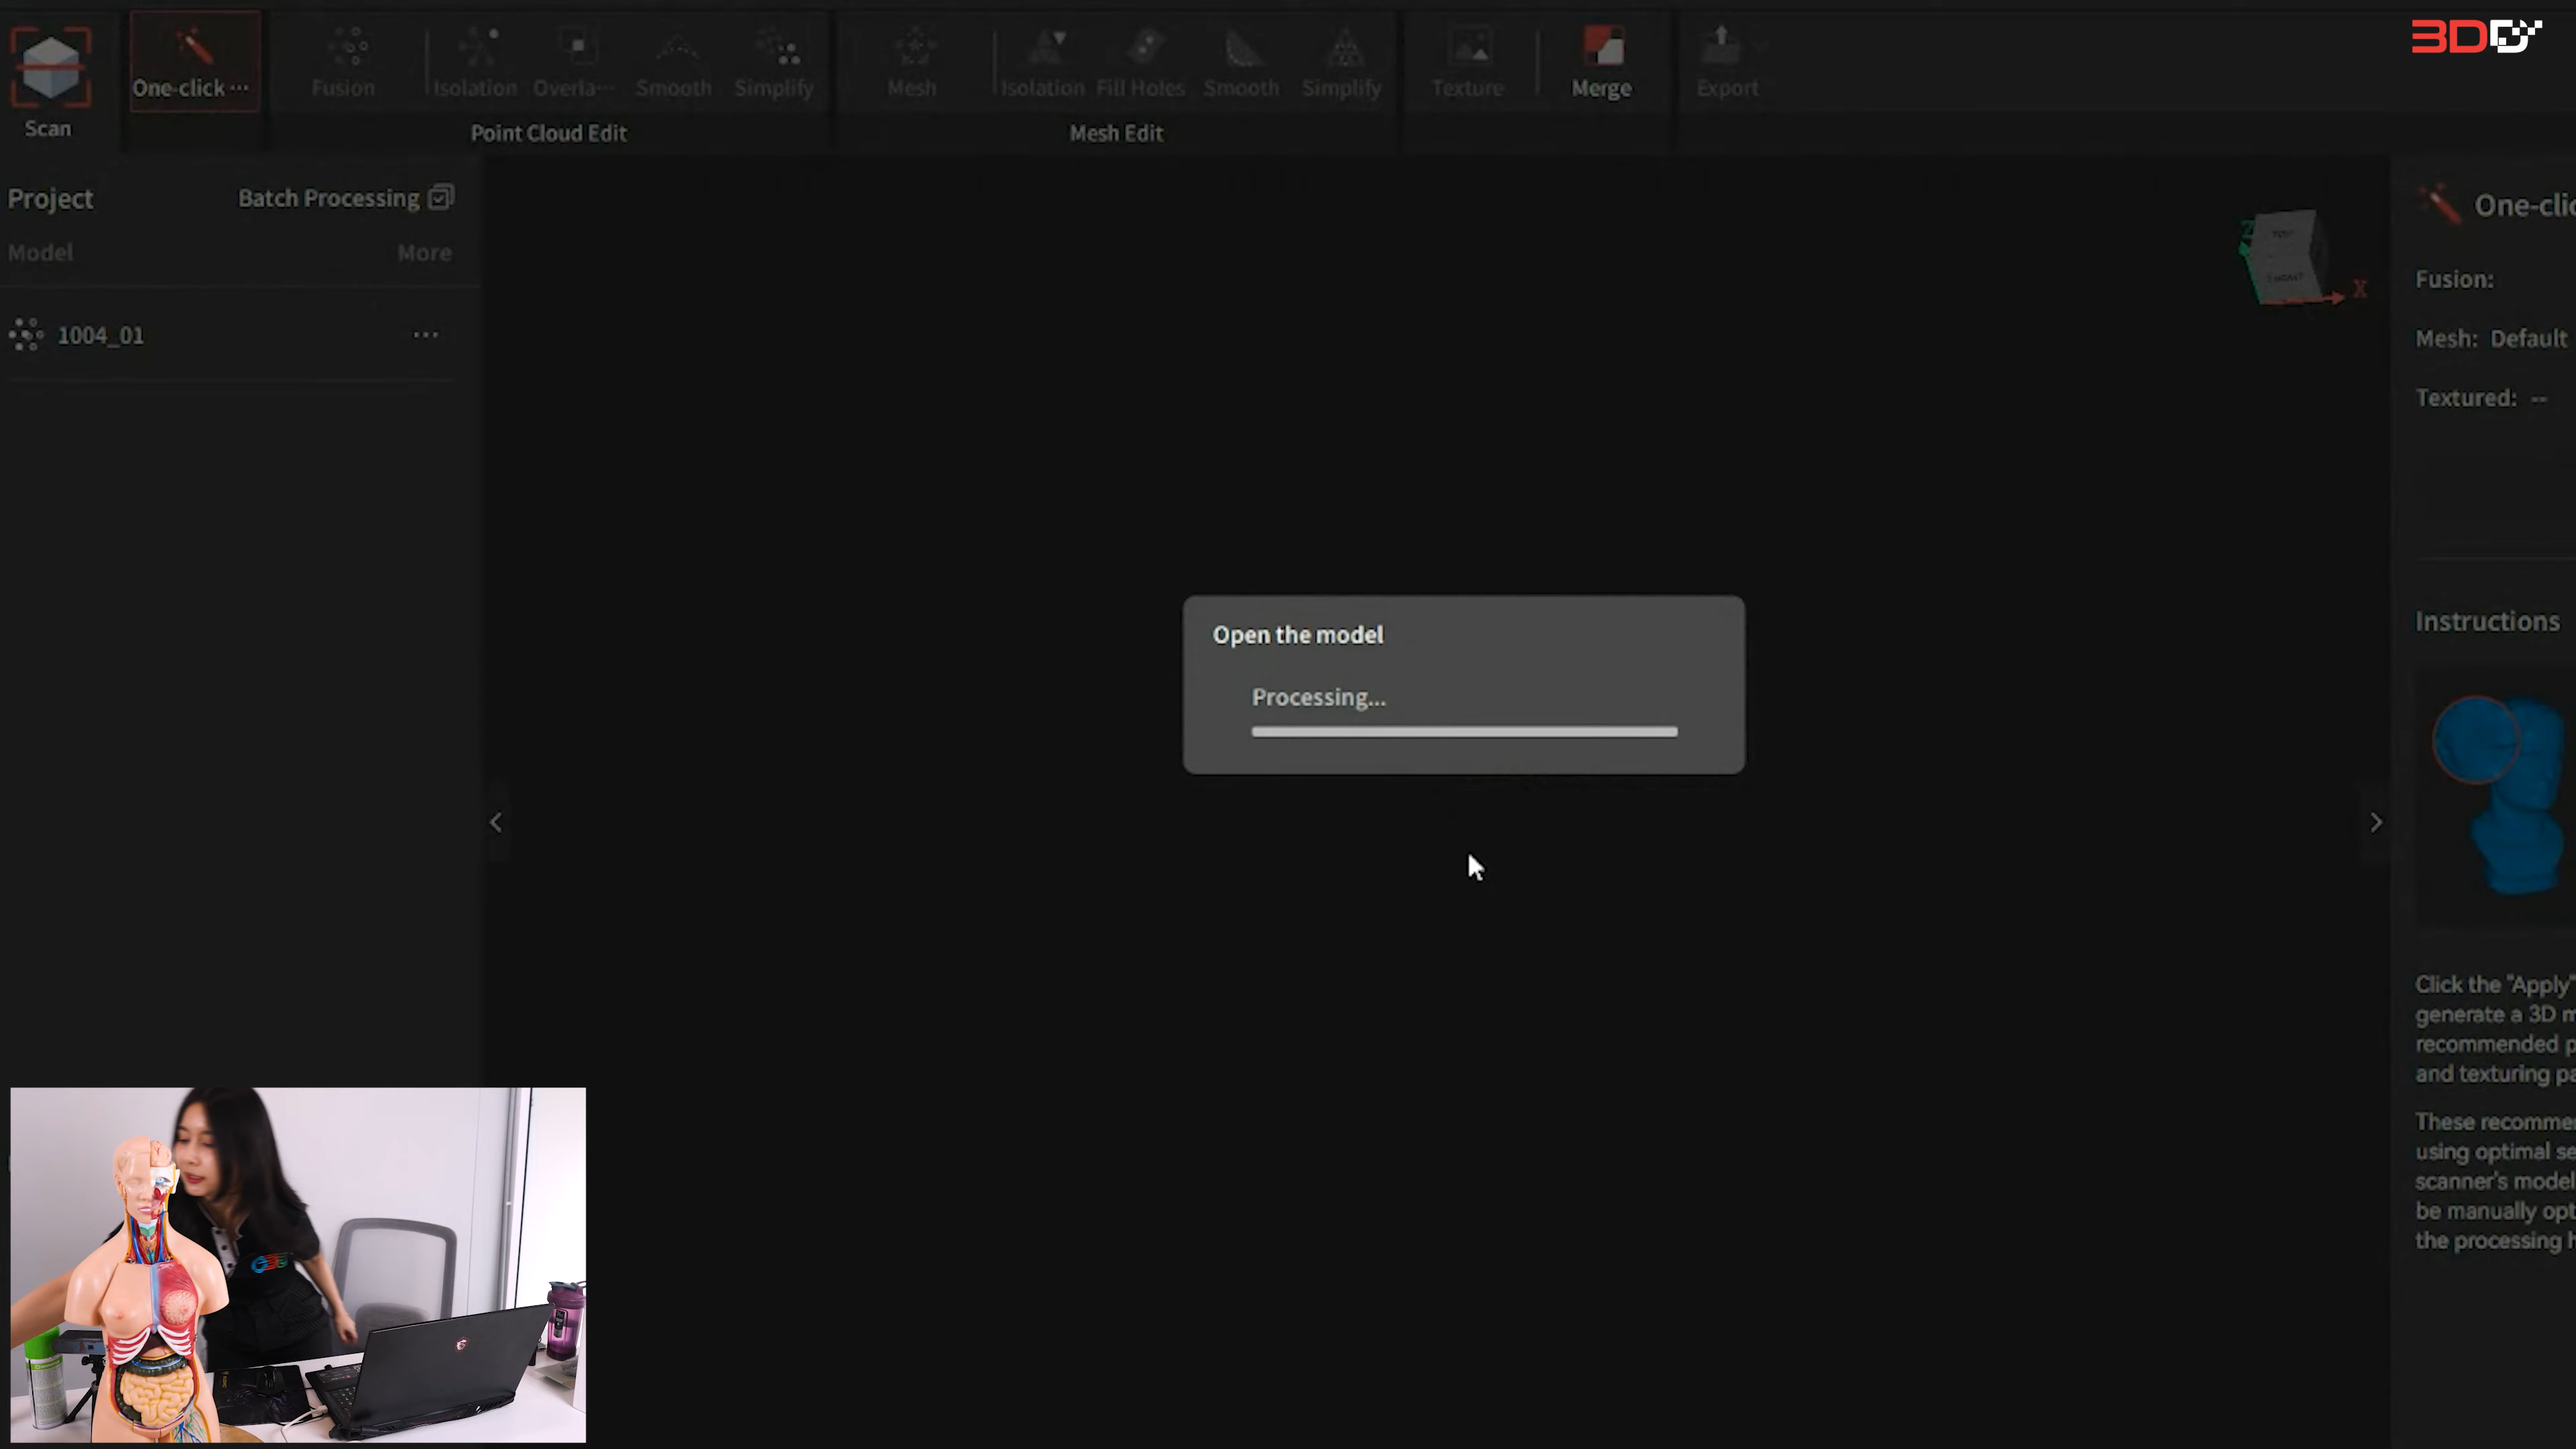 3DD
One-click ···
Fusion
Isolation
Overla···
Smooth
Simplify
Mesh
Isolation
Fill Holes
Smooth
Simplify
Texture
Merge
Export
Scan
Point Cloud Edit
Mesh Edit
Project
Batch Processing
Model
More
1004_01
TOP
FRONT
Z
X
One-clic
Fusion:
Mesh: Default
Textured: --
Open the model
Processing...
Instructions
Click the "Apply"
generate a 3D m
recommended p
and texturing pa
These recommen
using optimal se
scanner's model
be manually opt
the processing h